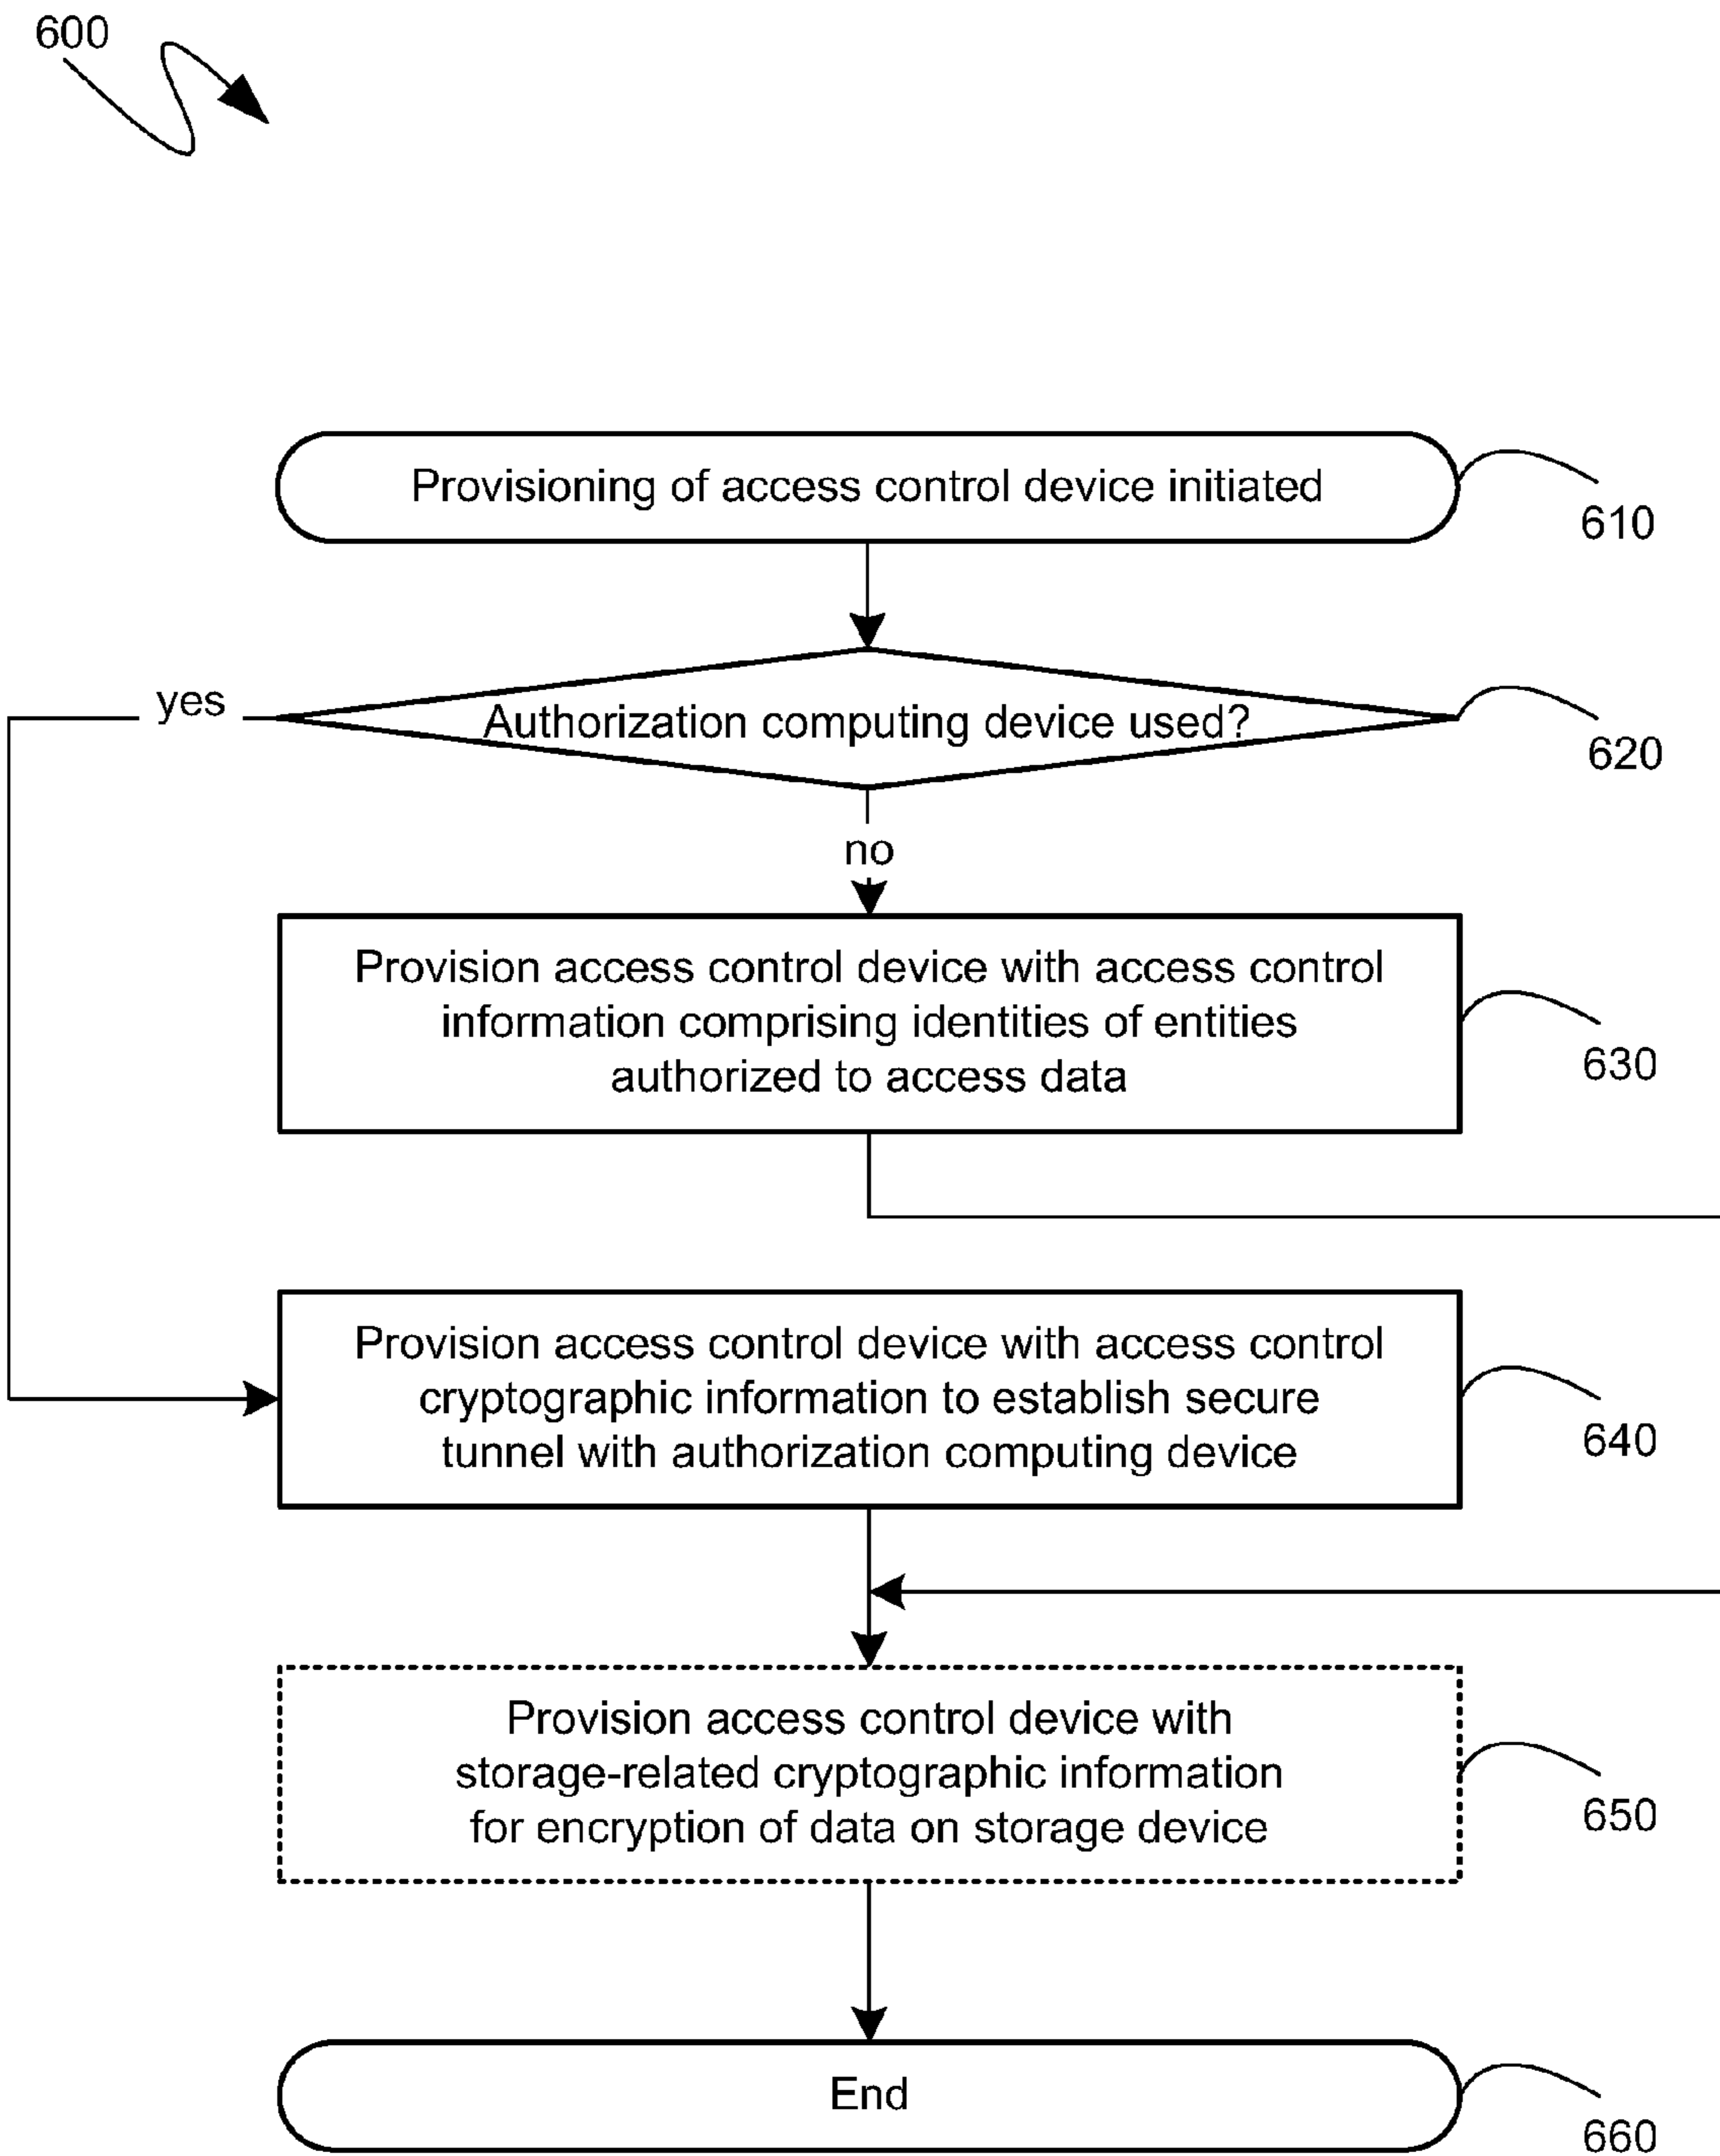 600
Provisioning of access control device initiated
610
yes
Authorization computing device used?
620
no
Provision access control device with access control
information comprising identities of entities
authorized to access data
630
Provision access control device with access control
cryptographic information to establish secure
tunnel with authorization computing device
640
Provision access control device with
storage-related cryptographic information
for encryption of data on storage device
650
End
660